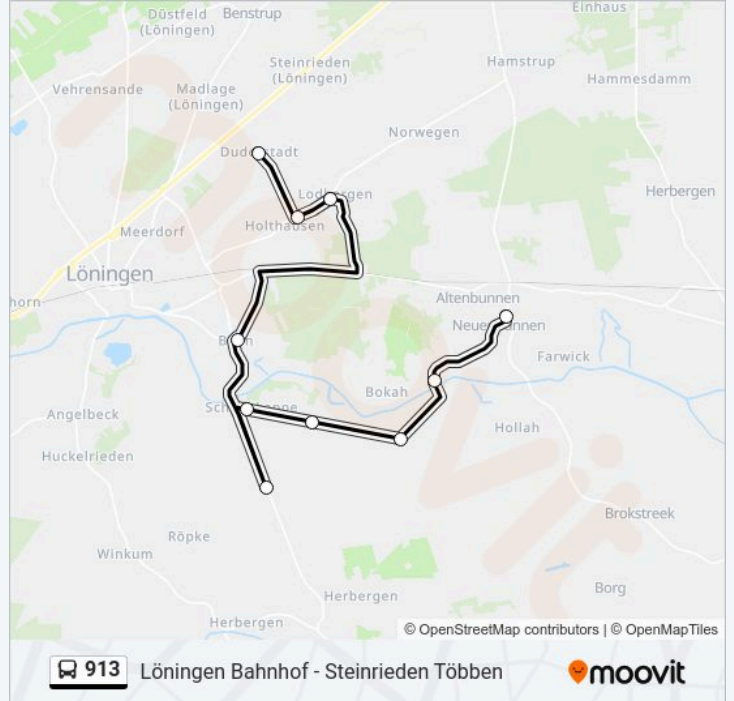 Düstfeld
(Löningen)
Benstrup
Einhaus
Steinrieden
(Löningen)
Hamstrup
Vehrensande
Madlage
(Löningen)
Hammesdamm
Norwegen
Herbergen
Holthausen
Meerdorf
Löningen
horn
Altenbunnen
Farwick
Bokah
Angelbeck
Hollah
Huckelrieden
Brokstreek
Röpke
Winkum
Borg
Herbergen
Herbergen
© OpenStreetMap contributors | © OpenMapTiles
913 Löningen Bahnhof - Steinrieden Többen
moovit